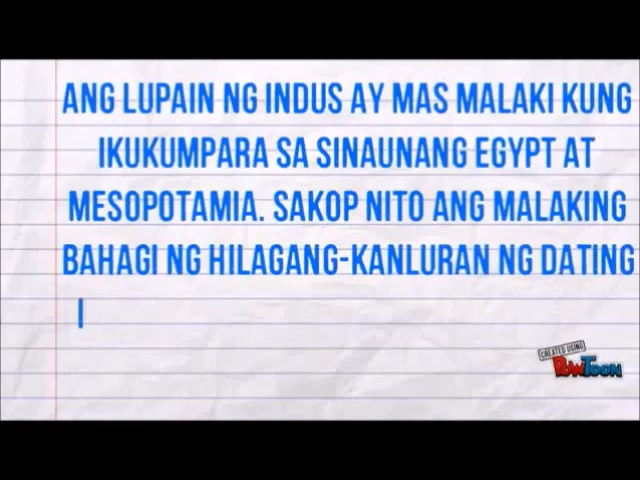 ANG LUPAIN NG INDUS AY MAS MALAKI KUNG
IKUKUMPARA SA SINAUNANG EGYPT AT
MESOPOTAMIA. SAKOP NITO ANG MALAKING
BAHAGI NG HILAGANG-KANLURAN NG DATING
I
CREATED USING
POWTOON